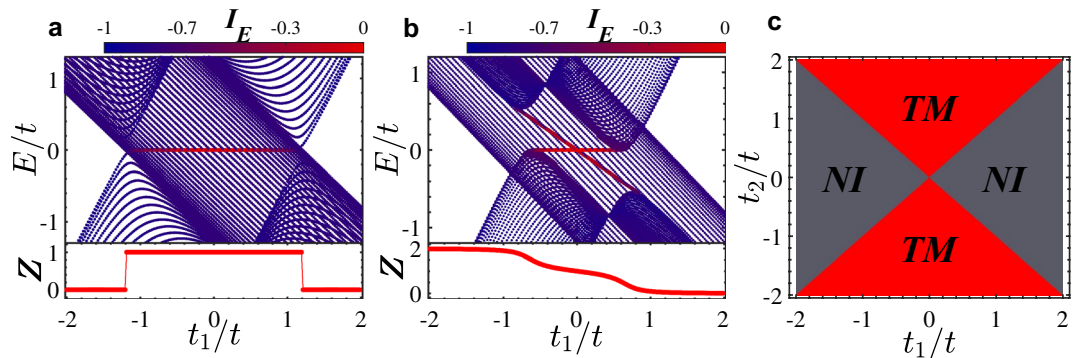 a
I_E
-1 -0.7 -0.3 0
E/t
1
0
-1
Z
1
0
-2 -1 0 1 2
t_1/t
b
I_E
-1 -0.7 -0.3 0
E/t
1
0
-1
Z
2
0
-2 -1 0 1 2
t_1/t
c
t_2/t
2
1
0
-1
-2
TM
NI NI
TM
-2 -1 0 1 2
t_1/t